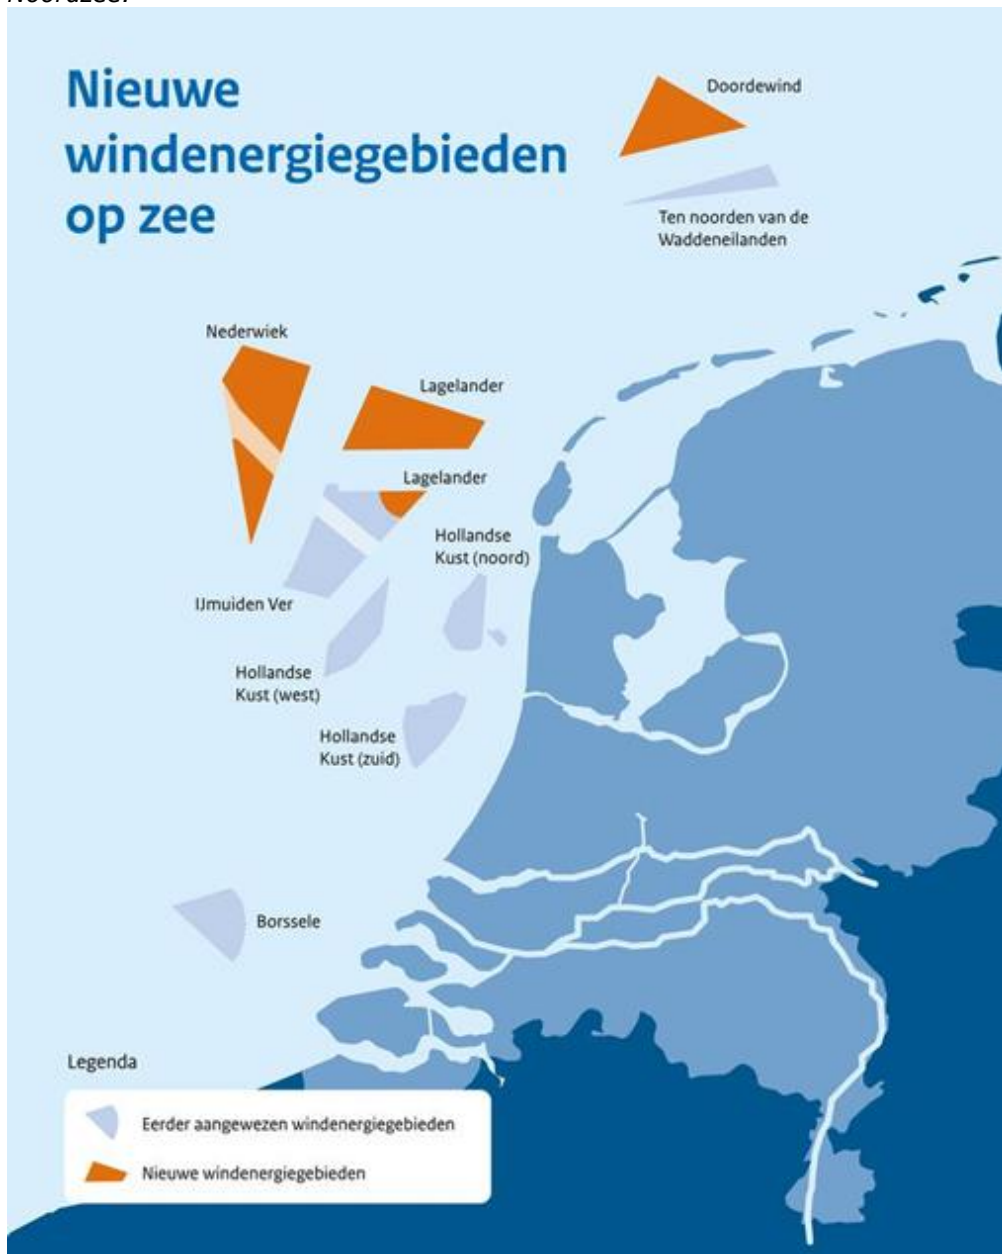 Noordzee.
Nieuwe
windenergiegebieden
op zee
Doordewind
Ten noorden van de
Waddeneilanden
Nederwiek
Lagelander
Lagelander
Hollandse
Kust (noord)
IJmuiden Ver
Hollandse
Kust (west)
Hollandse
Kust (zuid)
Borssele
Legenda
Eerder aangewezen windenergiegebieden
Nieuwe windenergiegebieden